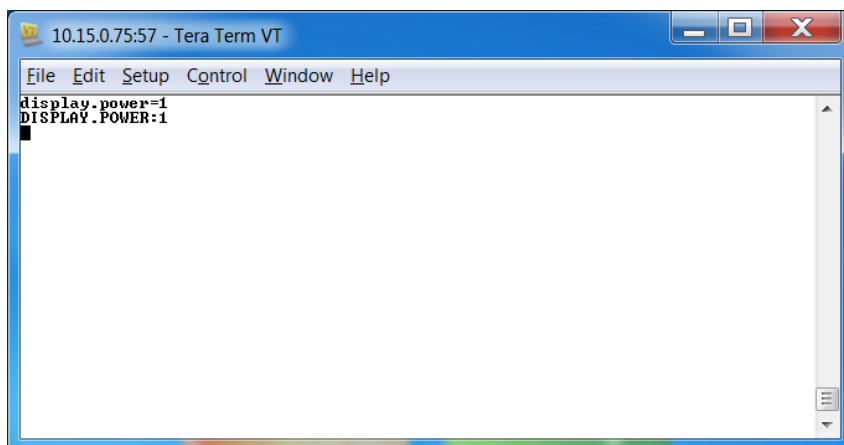 10.15.0.75:57 - Tera Term VT
File Edit Setup Control Window Help
display.power=1
DISPLAY.POWER:1